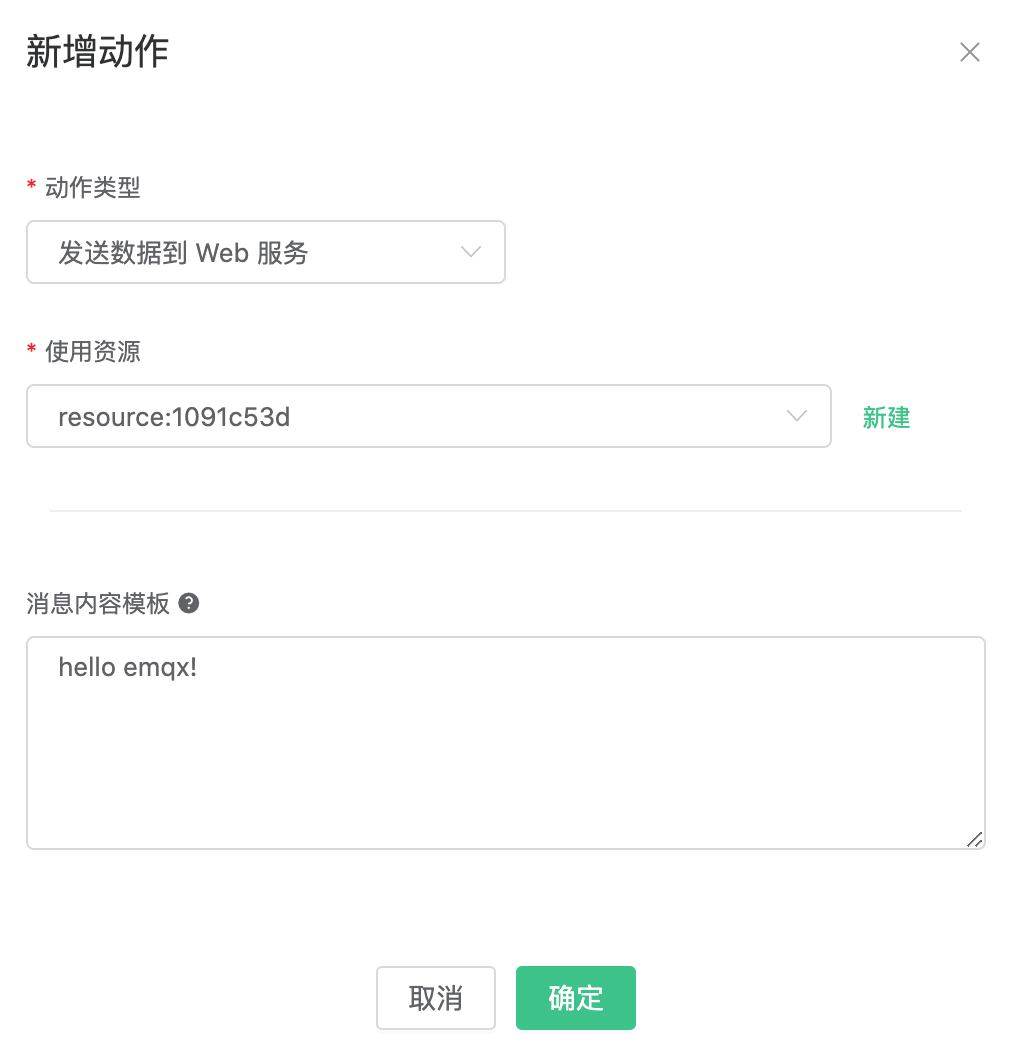 新增动作
* 动作类型
发送数据到 Web 服务
* 使用资源
resource:1091c53d
新建
消息内容模板 ?
hello emqx!
取消
确定